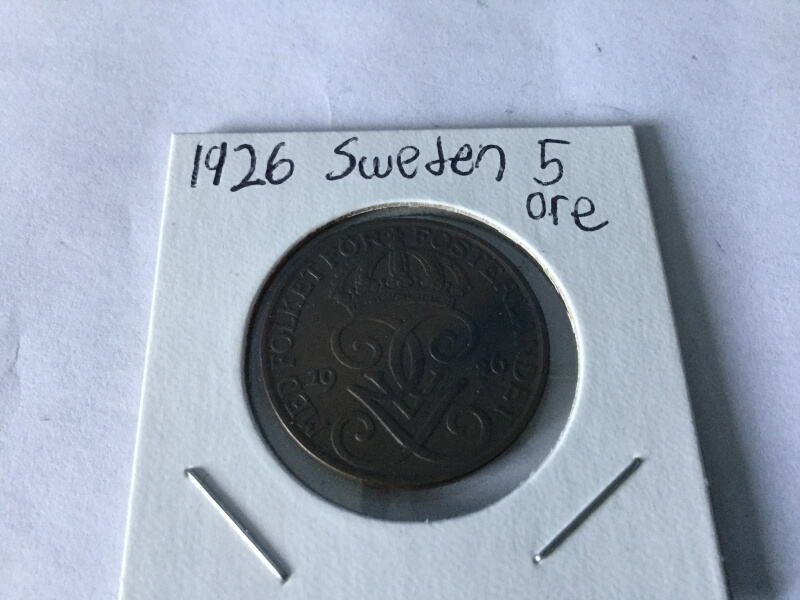 1926 Sweden 5
ore
MED FOLKET FÖR FOSTERLANDET
19 26